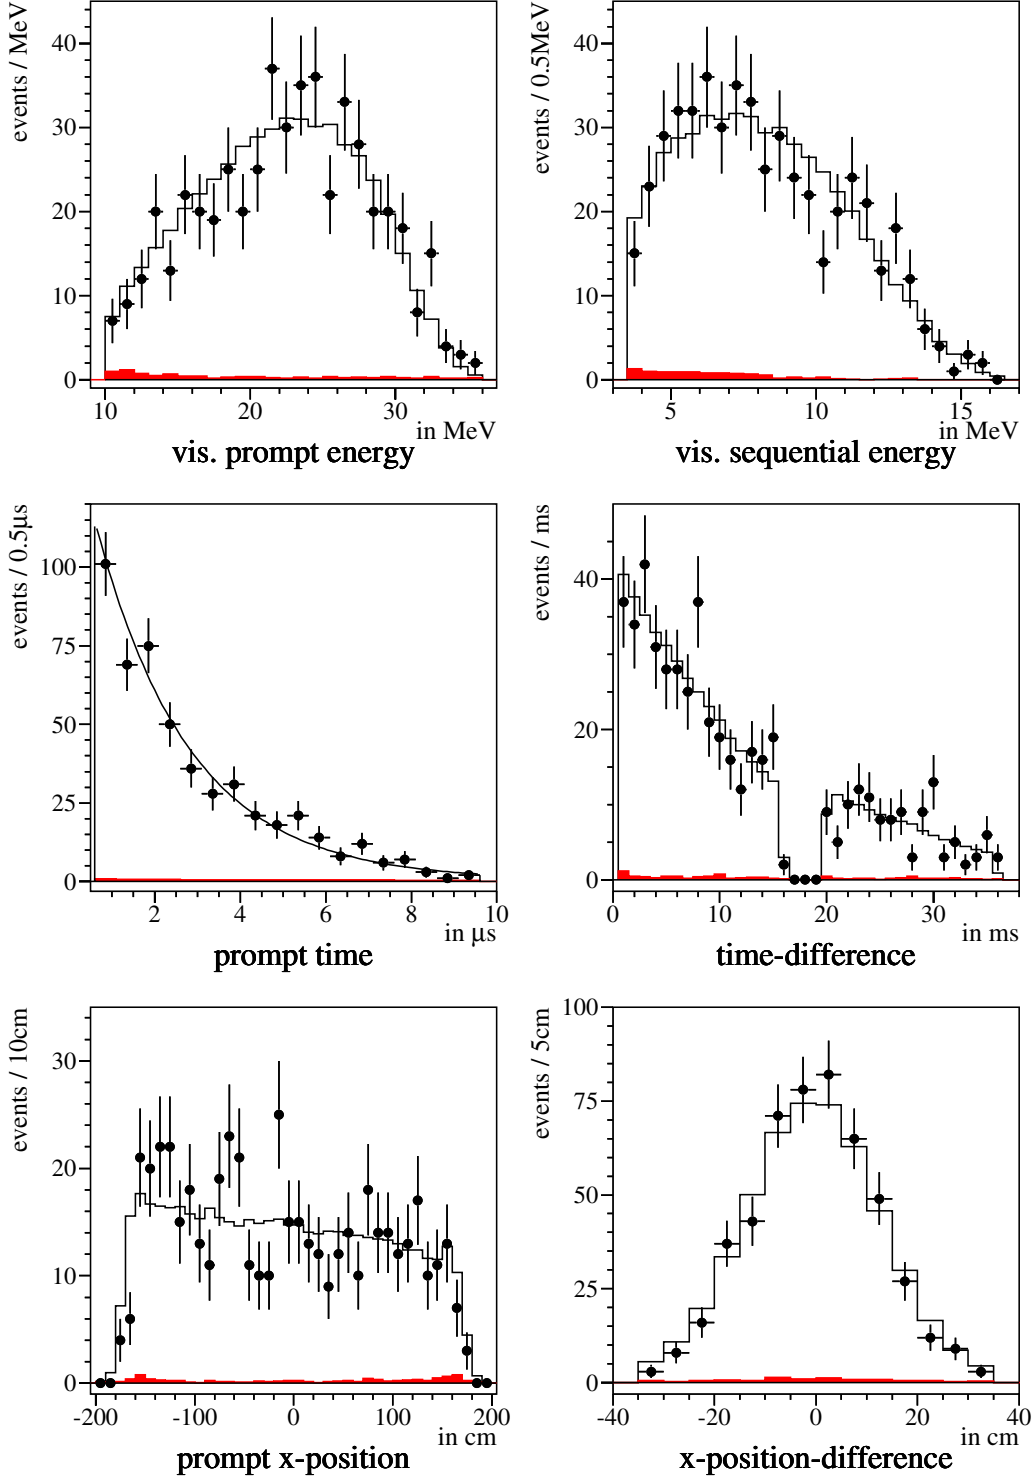 events / MeV
40
30
20
10
0
10 20 30
in MeV
vis. prompt energy
events / 0.5MeV
40
30
20
10
0
5 10 15
in MeV
vis. sequential energy
events / 0.5μs
100
75
50
25
0
2 4 6 8 10
in μs
prompt time
events / ms
40
20
0
0 10 20 30
in ms
time-difference
events / 10cm
30
20
10
0
-200 -100 0 100 200
in cm
prompt x-position
events / 5cm
100
75
50
25
0
-40 -20 0 20 40
in cm
x-position-difference